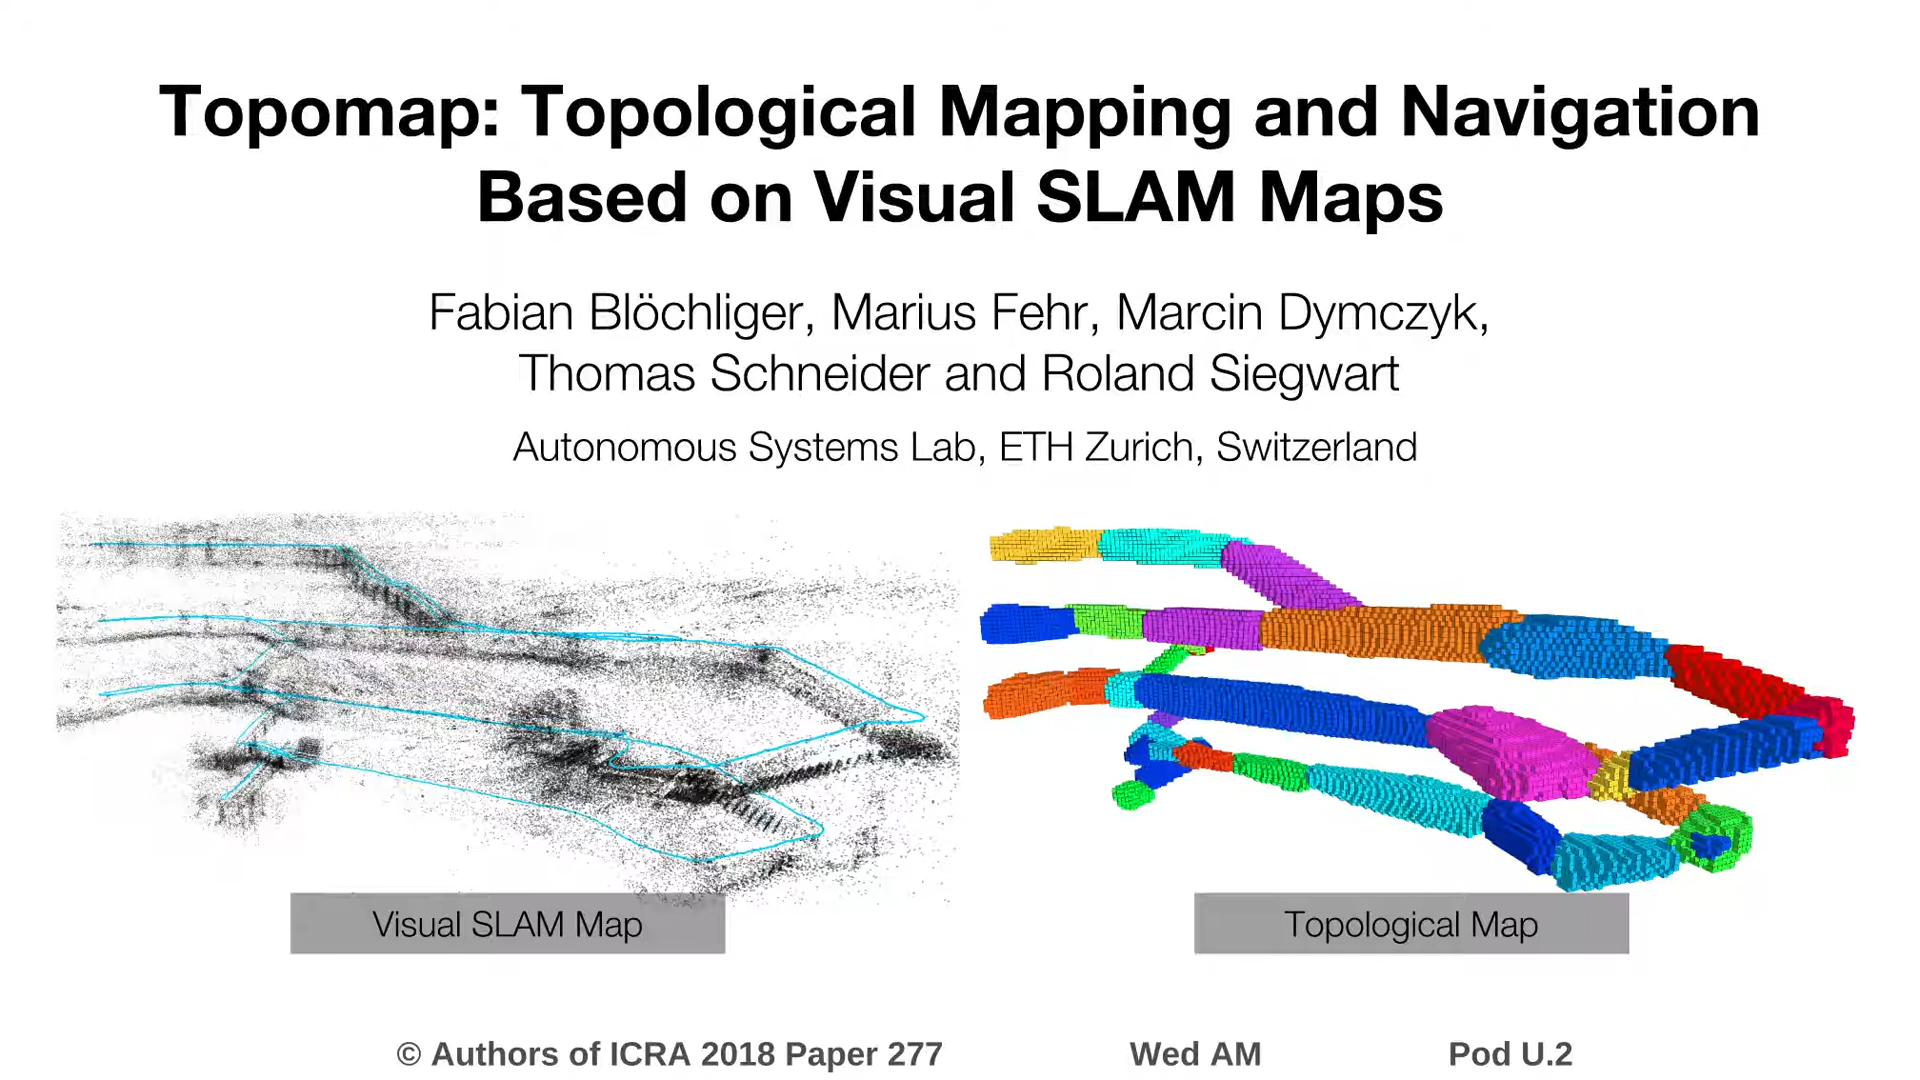 Topomap: Topological Mapping and Navigation
Based on Visual SLAM Maps
Fabian Blöchliger, Marius Fehr, Marcin Dymczyk,
Thomas Schneider and Roland Siegwart
Autonomous Systems Lab, ETH Zurich, Switzerland
Visual SLAM Map
Topological Map
© Authors of ICRA 2018 Paper 277 Wed AM Pod U.2